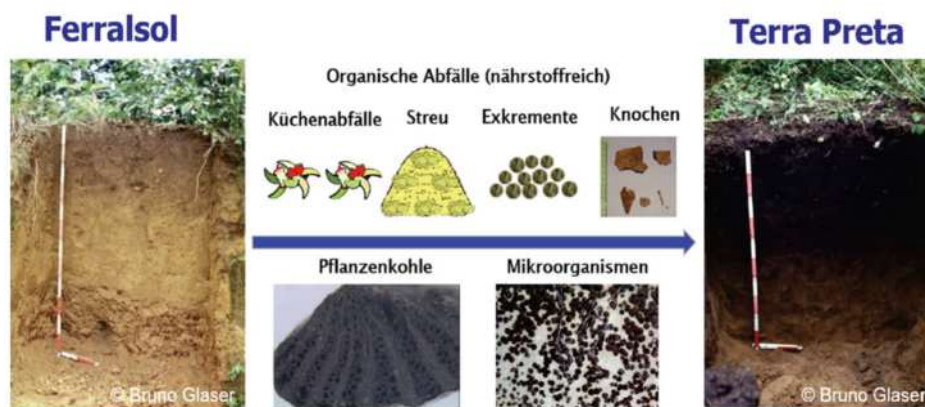 Ferralsol
Terra Preta
Organische Abfälle (nährstoffreich)
Küchenabfälle
Streu
Exkremente
Knochen
Pflanzenkohle
Mikroorganismen
© Bruno Glaser
© Bruno Glaser